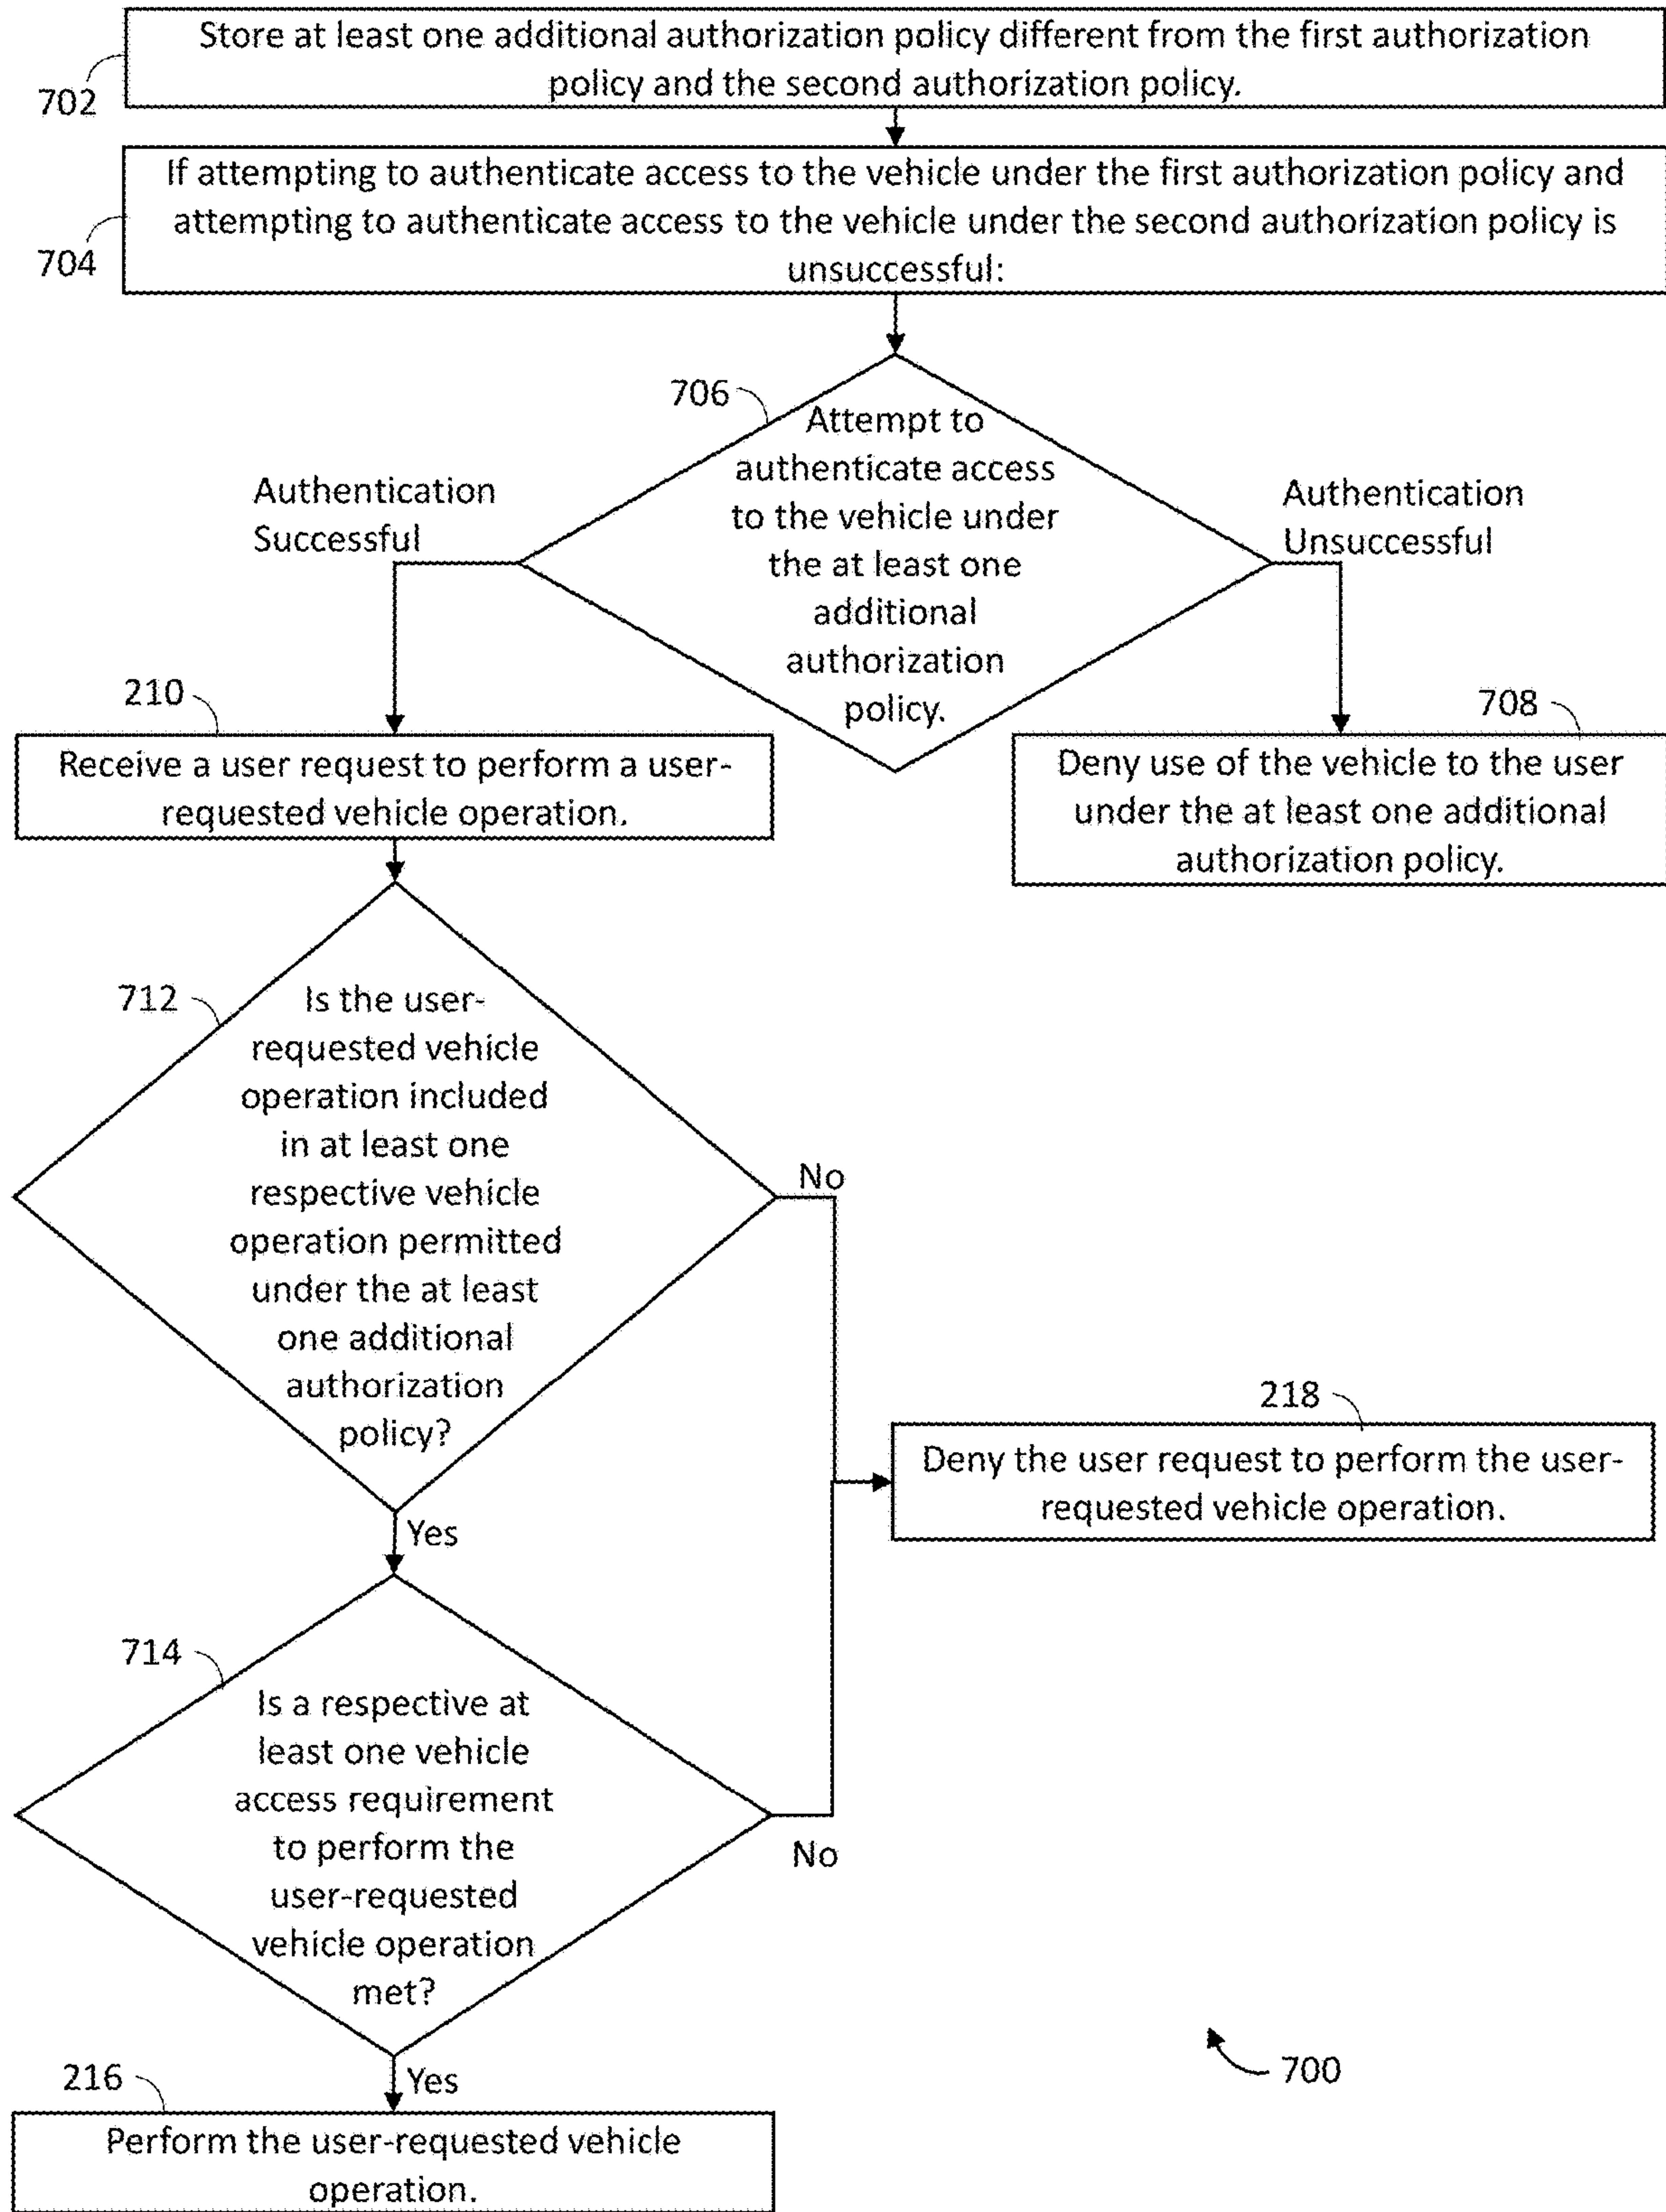 Store at least one additional authorization policy different from the first authorization
policy and the second authorization policy.
702
If attempting to authenticate access to the vehicle under the first authorization policy and
attempting to authenticate access to the vehicle under the second authorization policy is
unsuccessful:
704
706
Attempt to
authenticate access
to the vehicle under
the at least one
additional
authorization
policy.
Authentication
Successful
Authentication
Unsuccessful
210
Receive a user request to perform a user-
requested vehicle operation.
708
Deny use of the vehicle to the user
under the at least one additional
authorization policy.
712
Is the user-
requested vehicle
operation included
in at least one
respective vehicle
operation permitted
under the at least
one additional
authorization
policy?
No
Yes
218
Deny the user request to perform the user-
requested vehicle operation.
714
Is a respective at
least one vehicle
access requirement
to perform the
user-requested
vehicle operation
met?
No
Yes
216
Perform the user-requested vehicle
operation.
700